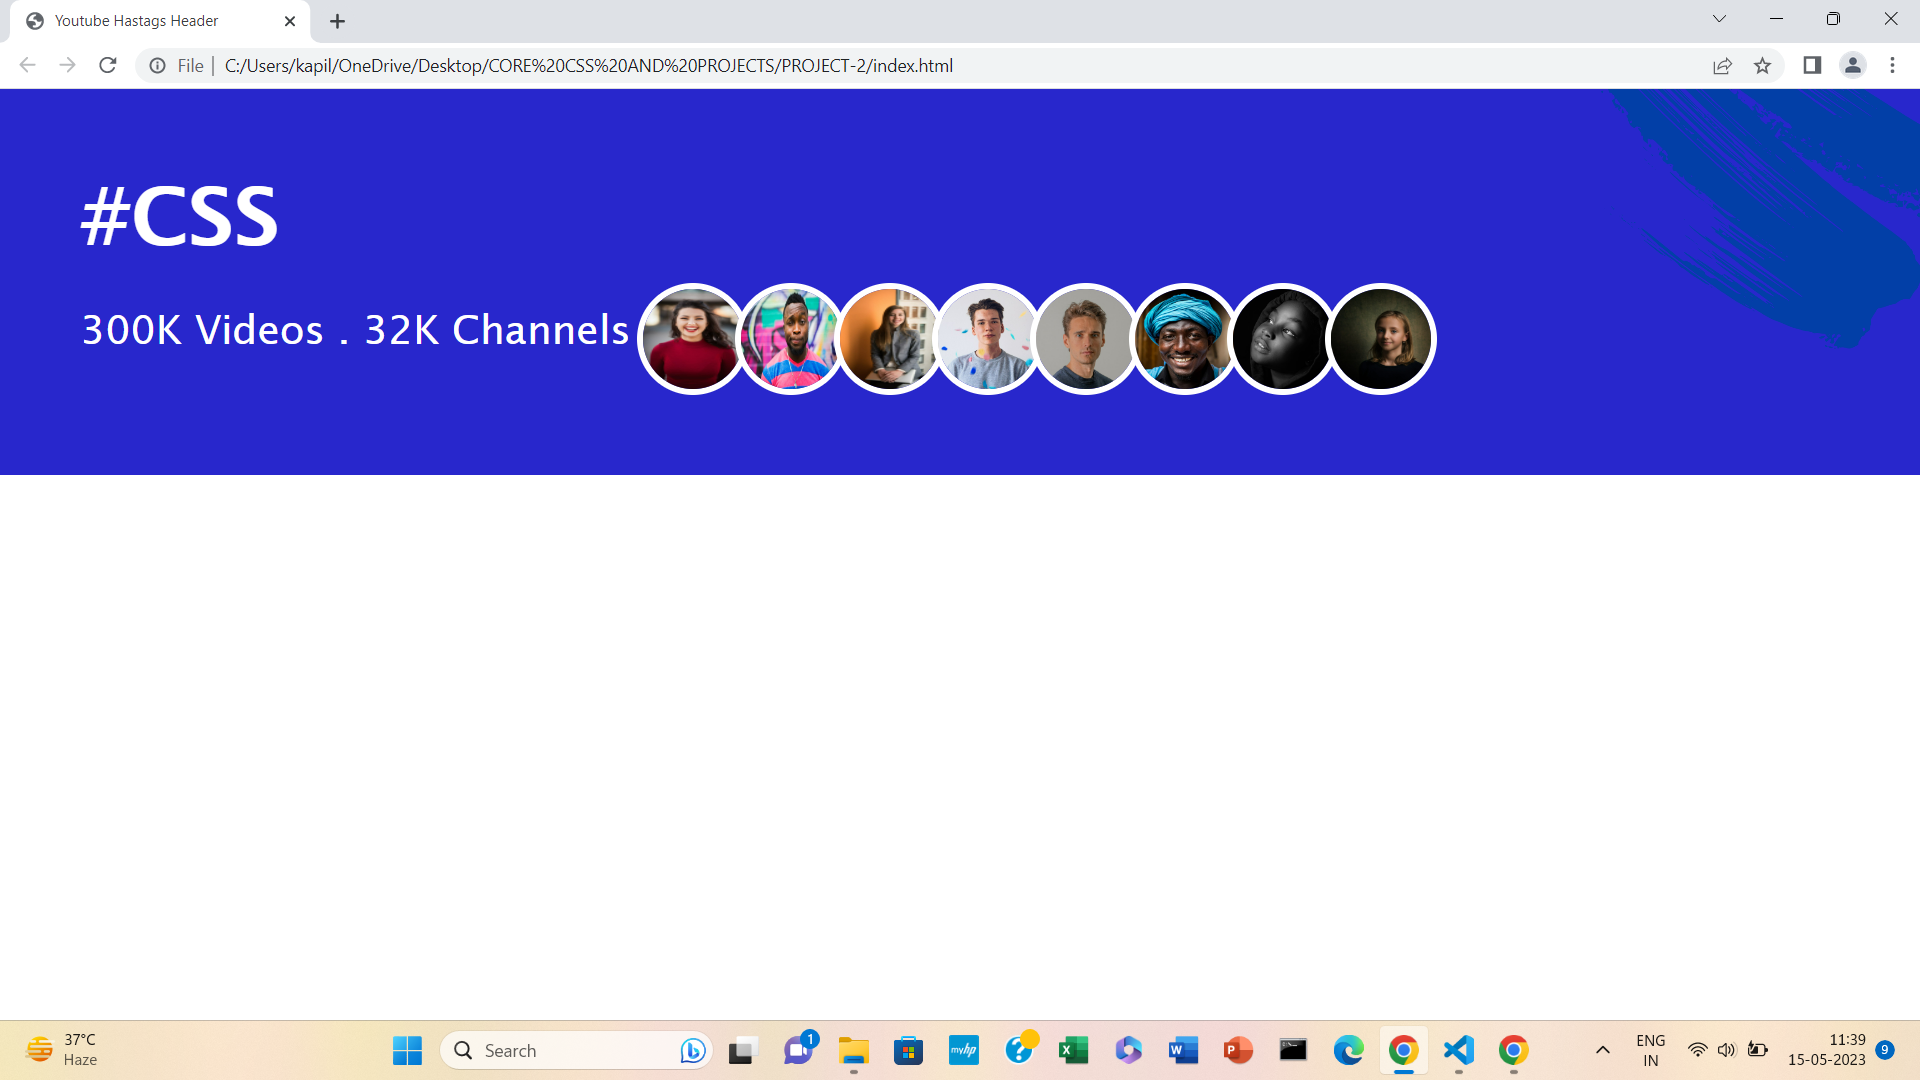 Youtube Hastags Header
File | C:/Users/kapil/OneDrive/Desktop/CORE%20CSS%20AND%20PROJECTS/PROJECT-2/index.html
#CSS
300K Videos . 32K Channels
37°C
Haze
Search
1
myhp
ENG
IN
11:39
15-05-2023
9